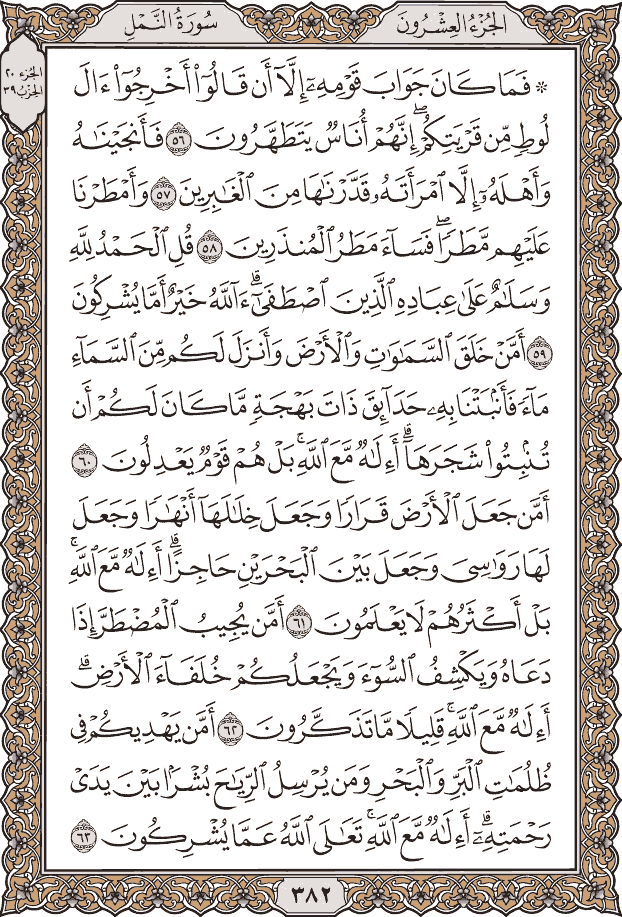 الجُزْءُ العِشْرُونَ
سُورَةُ النَّمْلِ
الجزء ٢٠
الحزب ٣٩
۞ فَمَا كَانَ جَوَابَ قَوْمِهِۦٓ إِلَّآ أَن قَالُوٓاْ أَخۡرِجُوٓاْ ءَالَ
لُوطٖ مِّن قَرۡيَتِكُمۡۖ إِنَّهُمۡ أُنَاسٞ يَتَطَهَّرُونَ ٥٦ فَأَنجَيۡنَٰهُ
وَأَهۡلَهُۥٓ إِلَّا ٱمۡرَأَتَهُۥ قَدَّرۡنَٰهَا مِنَ ٱلۡغَٰبِرِينَ ٥٧ وَأَمۡطَرۡنَا
عَلَيۡهِم مَّطَرٗاۖ فَسَآءَ مَطَرُ ٱلۡمُنذَرِينَ ٥٨ قُلِ ٱلۡحَمۡدُ لِلَّهِ
وَسَلَٰمٌ عَلَىٰ عِبَادِهِ ٱلَّذِينَ ٱصۡطَفَىٰٓۗ ءَآللَّهُ خَيۡرٌ أَمَّا يُشۡرِكُونَ
٥٩ أَمَّنۡ خَلَقَ ٱلسَّمَٰوَٰتِ وَٱلۡأَرۡضَ وَأَنزَلَ لَكُم مِّنَ ٱلسَّمَآءِ
مَآءٗ فَأَنۢبَتۡنَا بِهِۦ حَدَآئِقَ ذَاتَ بَهۡجَةٖ مَّا كَانَ لَكُمۡ أَن
تُنۢبِتُواْ شَجَرَهَآۗ أَءِلَٰهٞ مَّعَ ٱللَّهِۚ بَلۡ هُمۡ قَوۡمٞ يَعۡدِلُونَ ٦٠
أَمَّن جَعَلَ ٱلۡأَرۡضَ قَرَارٗا وَجَعَلَ خِلَٰلَهَآ أَنۡهَٰرٗا وَجَعَلَ
لَهَا رَوَٰسِيَ وَجَعَلَ بَيۡنَ ٱلۡبَحۡرَيۡنِ حَاجِزًاۗ أَءِلَٰهٞ مَّعَ ٱللَّهِۚ
بَلۡ أَكۡثَرُهُمۡ لَا يَعۡلَمُونَ ٦١ أَمَّن يُجِيبُ ٱلۡمُضۡطَرَّ إِذَا
دَعَاهُ وَيَكۡشِفُ ٱلسُّوٓءَ وَيَجۡعَلُكُمۡ خُلَفَآءَ ٱلۡأَرۡضِۗ
أَءِلَٰهٞ مَّعَ ٱللَّهِۚ قَلِيلٗا مَّا تَذَكَّرُونَ ٦٢ أَمَّن يَهۡدِيكُمۡ فِي
ظُلُمَٰتِ ٱلۡبَرِّ وَٱلۡبَحۡرِ وَمَن يُرۡسِلُ ٱلرِّيَٰحَ بُشۡرَۢا بَيۡنَ يَدَيۡ
رَحۡمَتِهِۦٓۗ أَءِلَٰهٞ مَّعَ ٱللَّهِۚ تَعَٰلَى ٱللَّهُ عَمَّا يُشۡرِكُونَ ٦٣
٣٨٢